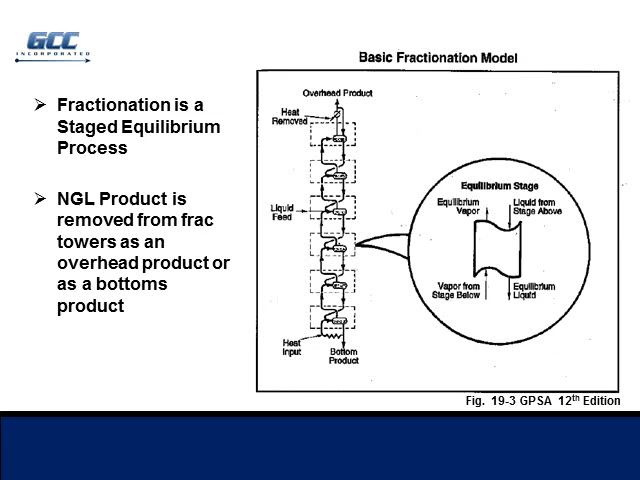 GCC
INCORPORATED
Basic Fractionation Model
➢ Fractionation is a
Staged Equilibrium
Process
➢ NGL Product is
removed from frac
towers as an
overhead product or
as a bottoms
product
Overhead Product
Heat
Removed
Liquid
Feed
Heat
Input
Bottom
Product
Equilibrium Stage
Equilibrium
Vapor
Liquid from
Stage Above
Vapor from
Stage Below
Equilibrium
Liquid
Fig. 19-3 GPSA 12th Edition